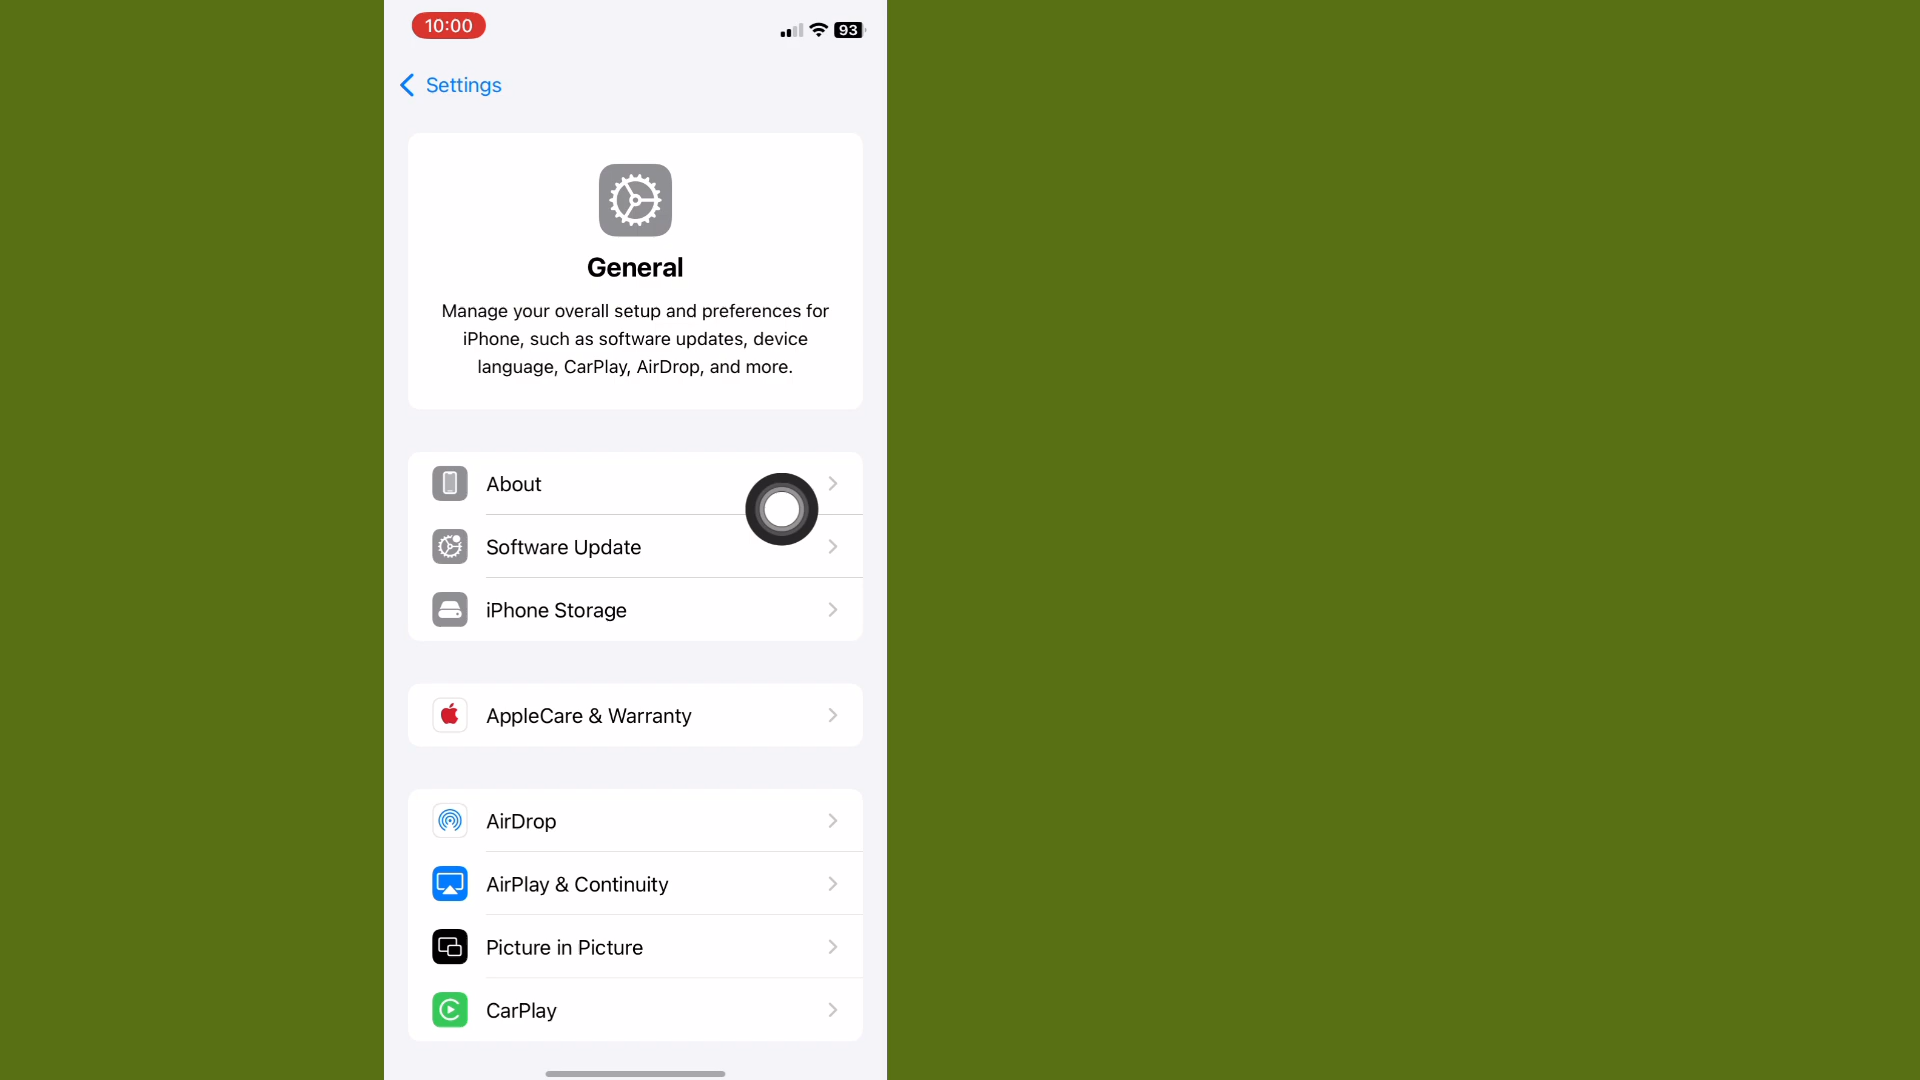 10:00
93
Settings
General
Manage your overall setup and preferences for
iPhone, such as software updates, device
language, CarPlay, AirDrop, and more.
About
Software Update
iPhone Storage
AppleCare & Warranty
AirDrop
AirPlay & Continuity
Picture in Picture
CarPlay